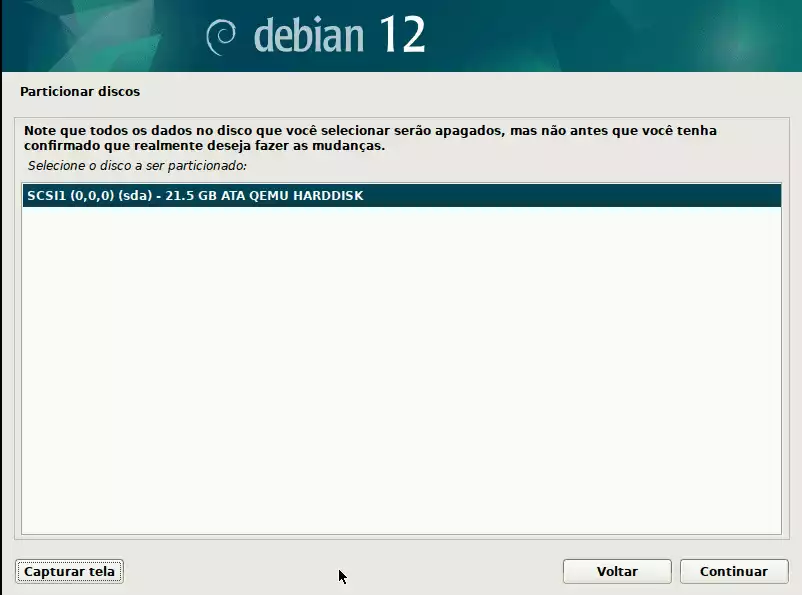 debian 12
Particionar discos
Note que todos os dados no disco que você selecionar serão apagados, mas não antes que você tenha
confirmado que realmente deseja fazer as mudanças.
Selecione o disco a ser particionado:
SCSI1 (0,0,0) (sda) - 21.5 GB ATA QEMU HARDDISK
Capturar tela
Voltar
Continuar